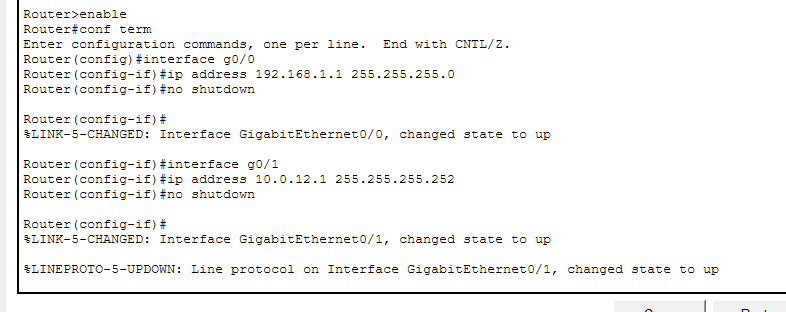 Router>enable
Router#conf term
Enter configuration commands, one per line.  End with CNTL/Z.
Router(config)#interface g0/0
Router(config-if)#ip address 192.168.1.1 255.255.255.0
Router(config-if)#no shutdown
Router(config-if)#
%LINK-5-CHANGED: Interface GigabitEthernet0/0, changed state to up
Router(config-if)#interface g0/1
Router(config-if)#ip address 10.0.12.1 255.255.255.252
Router(config-if)#no shutdown
Router(config-if)#
%LINK-5-CHANGED: Interface GigabitEthernet0/1, changed state to up
%LINEPROTO-5-UPDOWN: Line protocol on Interface GigabitEthernet0/1, changed state to up